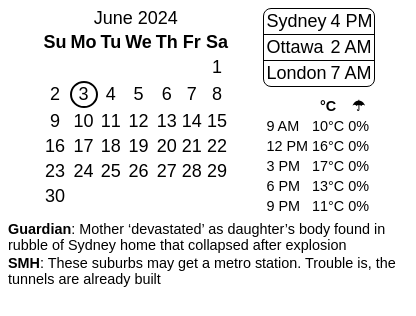 June 2024
Su Mo Tu We Th Fr Sa
1
2 3 4 5 6 7 8
9 10 11 12 13 14 15
16 17 18 19 20 21 22
23 24 25 26 27 28 29
30
Sydney 4 PM
Ottawa 2 AM
London 7 AM
°C ☂
9 AM 10°C 0%
12 PM 16°C 0%
3 PM 17°C 0%
6 PM 13°C 0%
9 PM 11°C 0%
Guardian: Mother ‘devastated’ as daughter’s body found in
rubble of Sydney home that collapsed after explosion
SMH: These suburbs may get a metro station. Trouble is, the
tunnels are already built